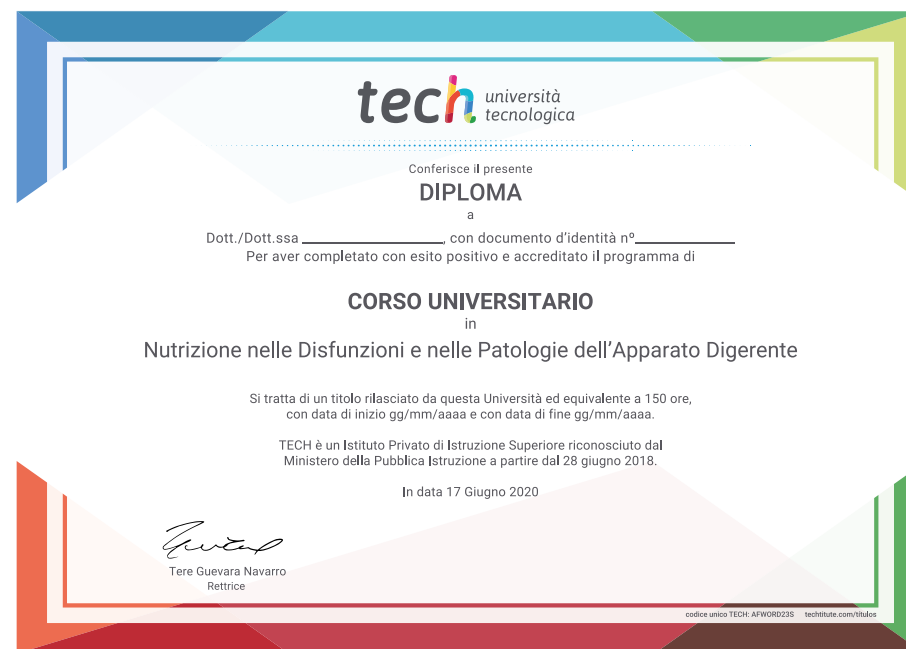 tech università
tecnologica
Conferisce il presente
DIPLOMA
a
Dott./Dott.ssa ____________________, con documento d'identità nº______________
Per aver completato con esito positivo e accreditato il programma di
CORSO UNIVERSITARIO
in
Nutrizione nelle Disfunzioni e nelle Patologie dell'Apparato Digerente
Si tratta di un titolo rilasciato da questa Università ed equivalente a 150 ore,
con data di inizio gg/mm/aaaa e con data di fine gg/mm/aaaa.
TECH è un Istituto Privato di Istruzione Superiore riconosciuto dal
Ministero della Pubblica Istruzione a partire dal 28 giugno 2018.
In data 17 Giugno 2020
Tere Guevara Navarro
Rettrice
codice unico TECH: AFWORD23S techtitute.com/titulos